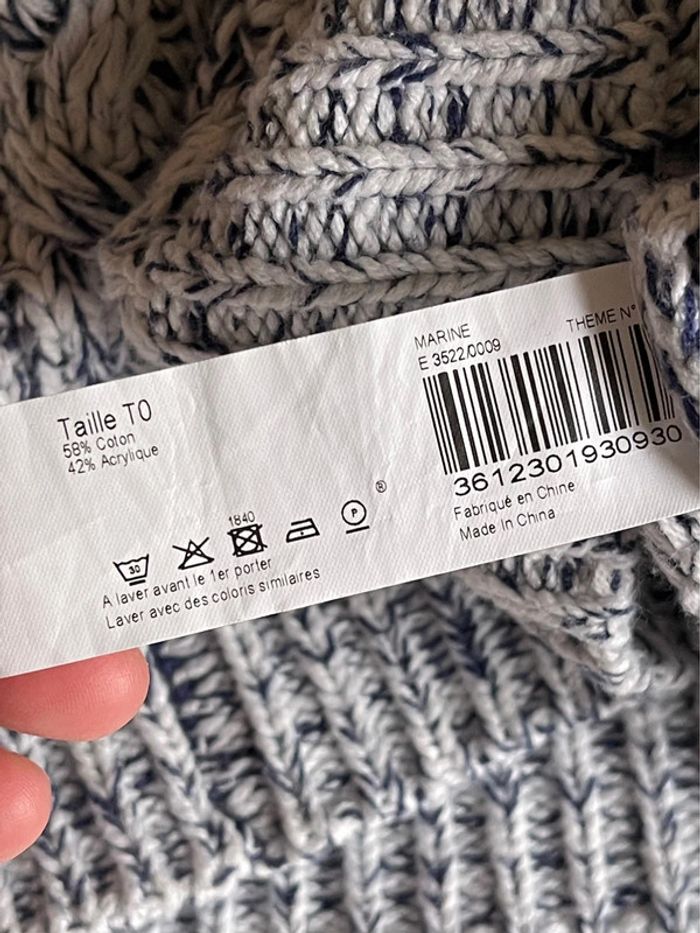 Taille T0
58% Coton
42% Acrylique
MARINE
E 3522/0009
THEME N°
3612301930930
Fabriqué en Chine
Made In China
1840
30
P
®
A laver avant le 1er porter
Laver avec des coloris similaires